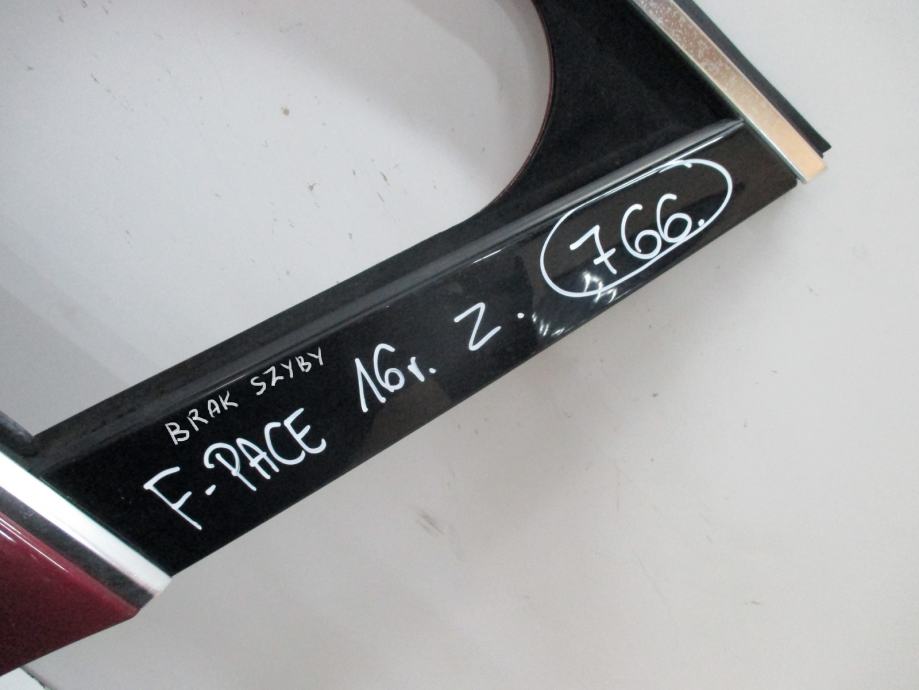 BRAK SZYBY
F-PACE 16r. Z. 766.